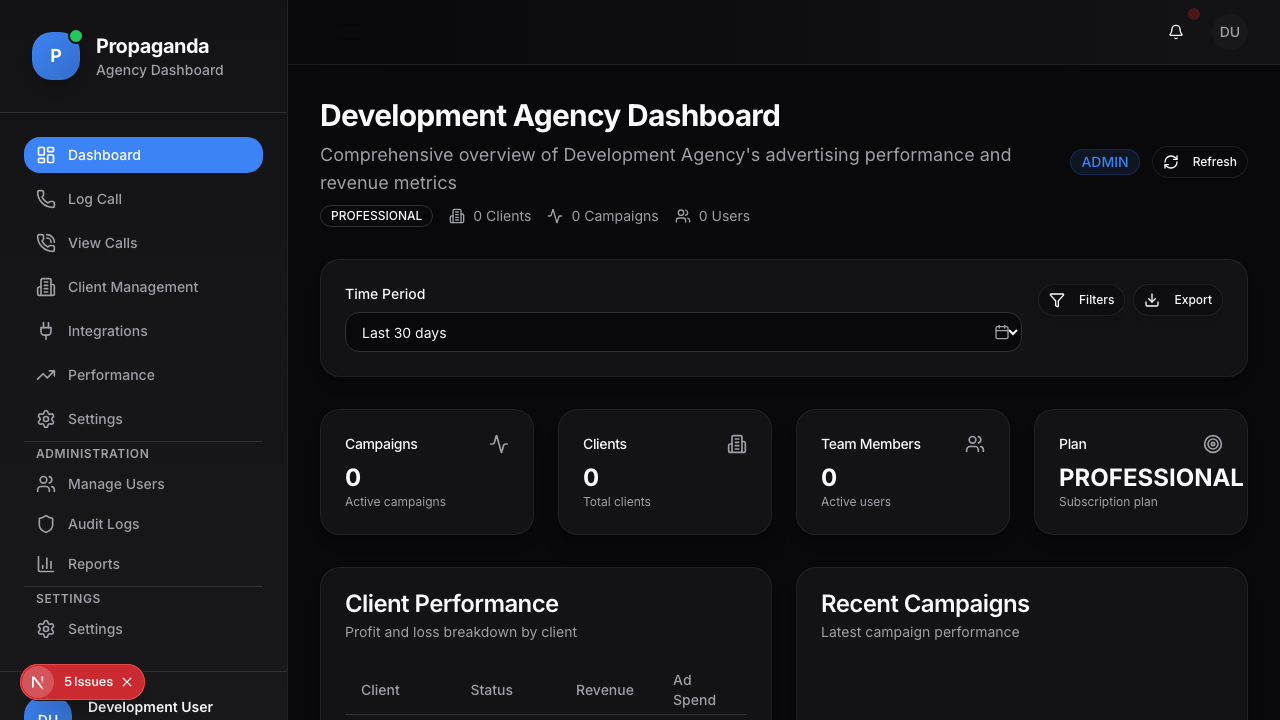 P
Propaganda
Agency Dashboard
Dashboard
Log Call
View Calls
Client Management
Integrations
Performance
Settings
ADMINISTRATION
Manage Users
Audit Logs
Reports
SETTINGS
Settings
N
5 Issues
DU
Development User
DU
Development Agency Dashboard
Comprehensive overview of Development Agency's advertising performance and
revenue metrics
ADMIN
Refresh
PROFESSIONAL
0 Clients
0 Campaigns
0 Users
Time Period
Last 30 days
Filters
Export
Campaigns
0
Active campaigns
Clients
0
Total clients
Team Members
0
Active users
Plan
PROFESSIONAL
Subscription plan
Client Performance
Profit and loss breakdown by client
Client Status Revenue Ad
Spend
Recent Campaigns
Latest campaign performance